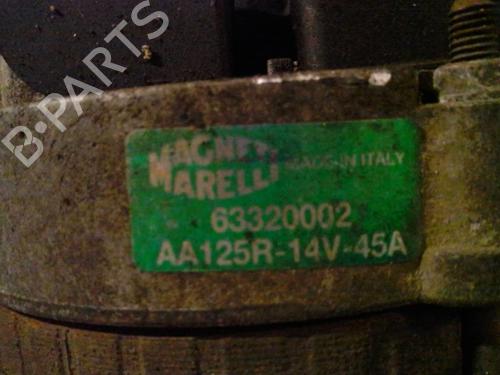 B-PARTS
MAGNETI MARELLI
MADE IN ITALY
63320002
AA125R-14V-45A